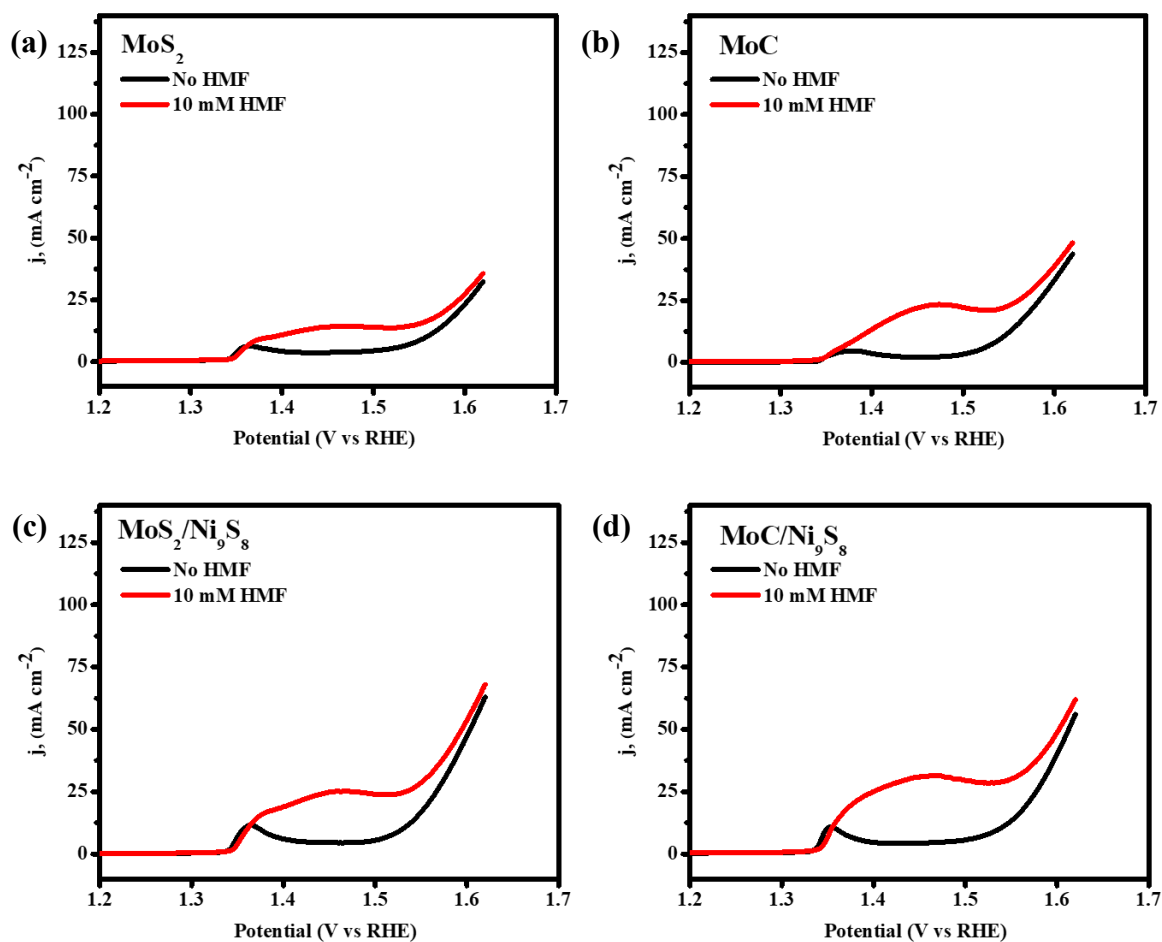 (a)
MoS₂
No HMF
10 mM HMF
j, (mA cm⁻²)
125
100
75
50
25
0
1.2 1.3 1.4 1.5 1.6 1.7
Potential (V vs RHE)
(b)
MoC
No HMF
10 mM HMF
j, (mA cm⁻²)
125
100
75
50
25
0
1.2 1.3 1.4 1.5 1.6 1.7
Potential (V vs RHE)
(c)
MoS₂/Ni₉S₈
No HMF
10 mM HMF
j, (mA cm⁻²)
125
100
75
50
25
0
1.2 1.3 1.4 1.5 1.6 1.7
Potential (V vs RHE)
(d)
MoC/Ni₉S₈
No HMF
10 mM HMF
j, (mA cm⁻²)
125
100
75
50
25
0
1.2 1.3 1.4 1.5 1.6 1.7
Potential (V vs RHE)